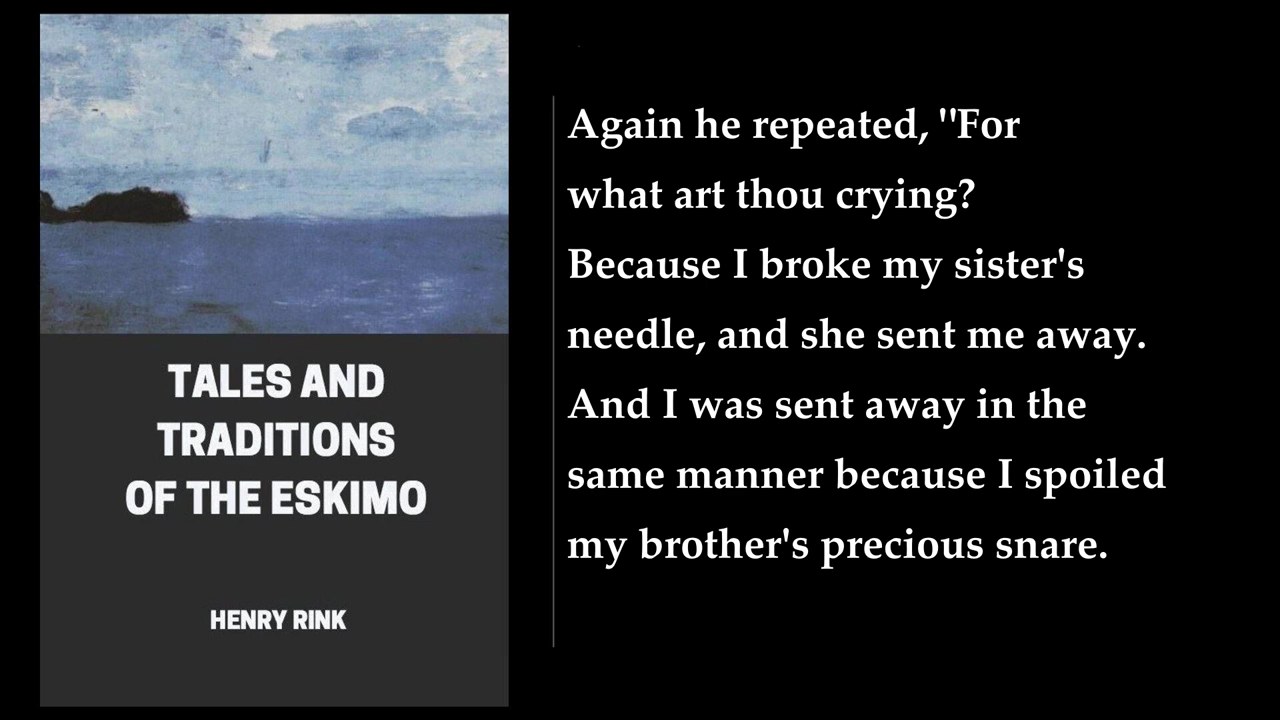 TALES AND
TRADITIONS
OF THE ESKIMO
HENRY RINK
Again he repeated, "For
what art thou crying?
Because I broke my sister's
needle, and she sent me away.
And I was sent away in the
same manner because I spoiled
my brother's precious snare.